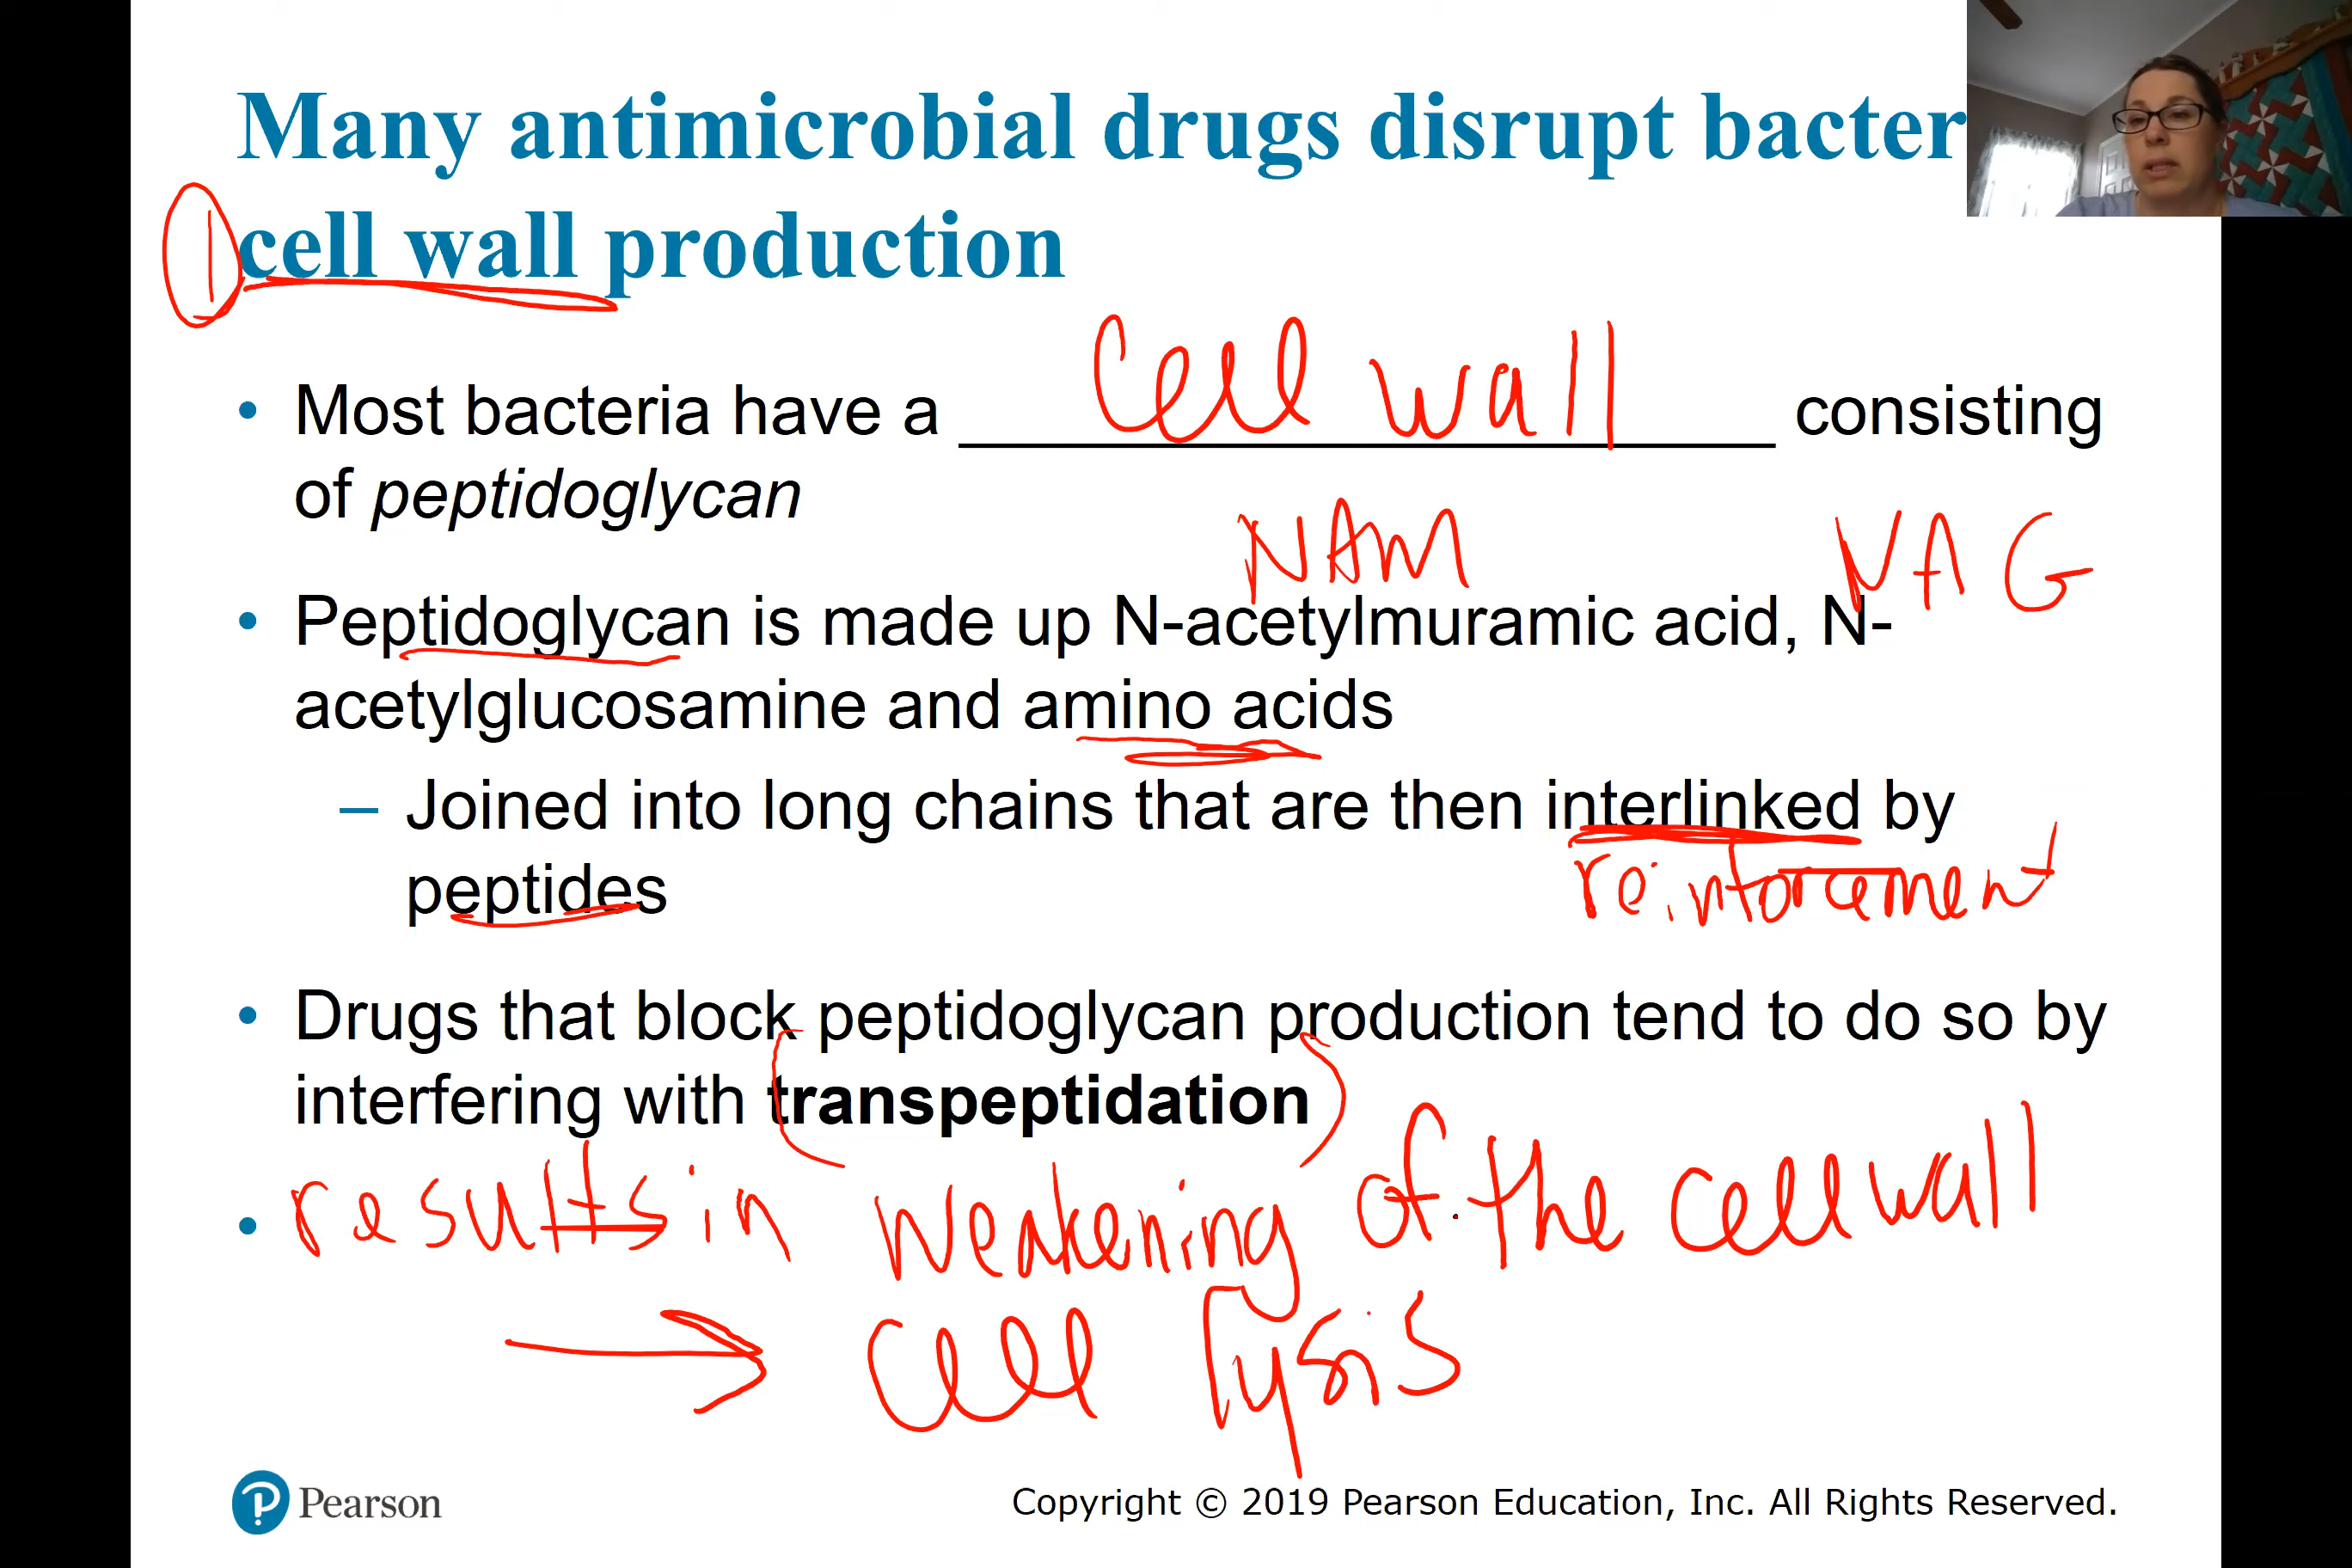 Many antimicrobial drugs disrupt bacter
1 cell wall production
• Most bacteria have a cell wall consisting
of peptidoglycan
NAM NAG
• Peptidoglycan is made up N-acetylmuramic acid, N-
acetylglucosamine and amino acids
– Joined into long chains that are then interlinked by
reinforcement
peptides
• Drugs that block peptidoglycan production tend to do so by
interfering with transpeptidation
• results in weakening of the cell wall
→ cell lysis
Pearson
Copyright © 2019 Pearson Education, Inc. All Rights Reserved.